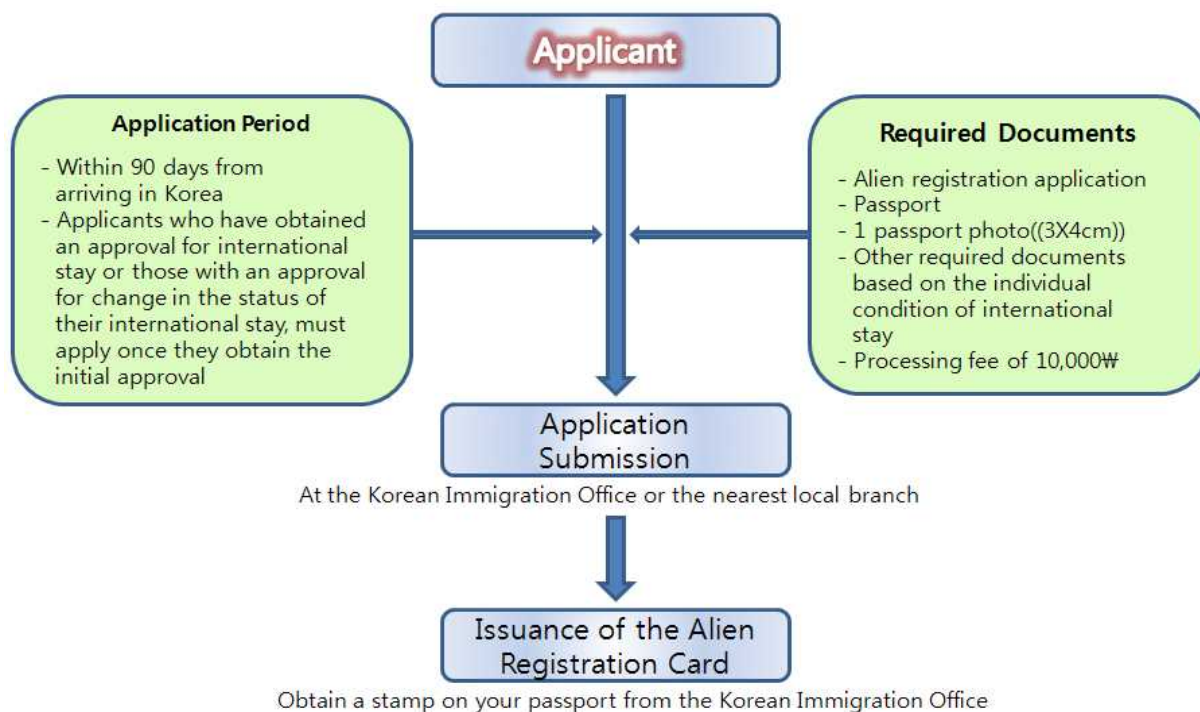 Applicant
Application Period
- Within 90 days from
arriving in Korea
- Applicants who have obtained
an approval for international
stay or those with an approval
for change in the status of
their international stay, must
apply once they obtain the
initial approval
Required Documents
- Alien registration application
- Passport
- 1 passport photo((3X4cm))
- Other required documents
based on the individual
condition of international
stay
- Processing fee of 10,000₩
Application
Submission
At the Korean Immigration Office or the nearest local branch
Issuance of the Alien
Registration Card
Obtain a stamp on your passport from the Korean Immigration Office